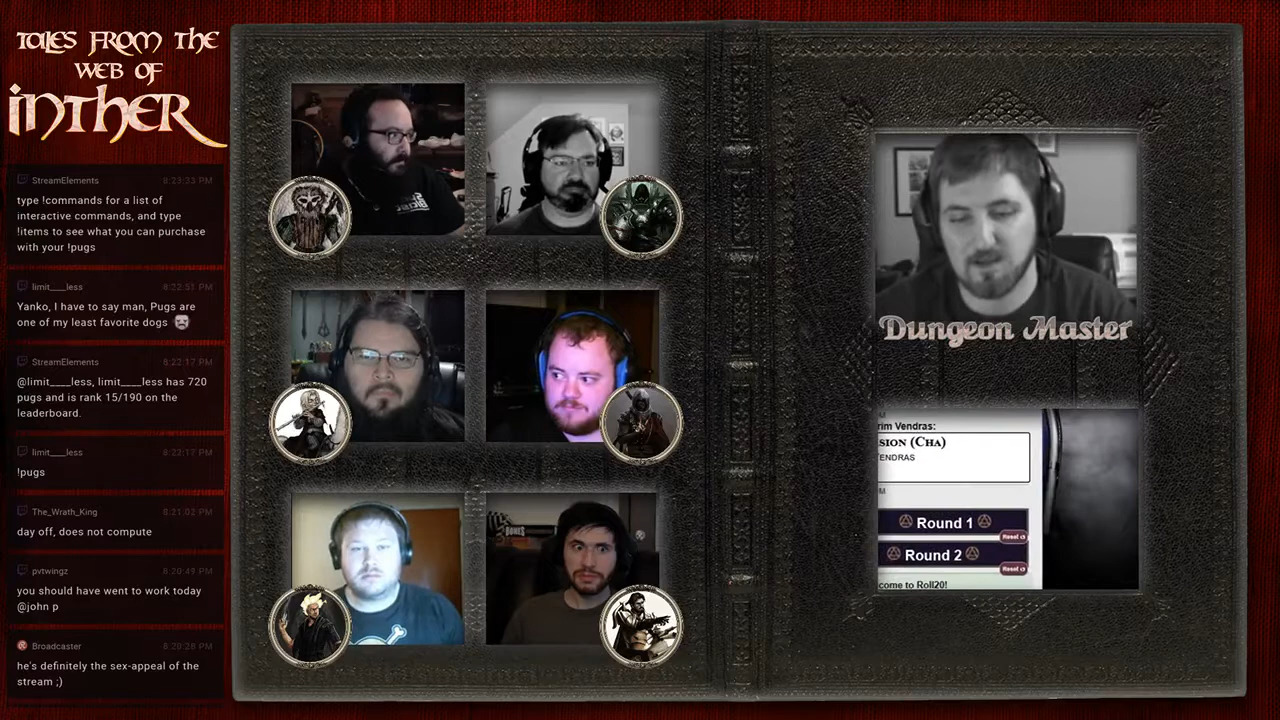 TALES FROM THE
WEB OF
INTHER
StreamElements 8:23:33 PM
type !commands for a list of
interactive commands, and type
!items to see what you can purchase
with your !pugs
limit____less 8:22:51 PM
Yanko, I have to say man, Pugs are
one of my least favorite dogs
StreamElements 8:22:17 PM
@limit____less, limit____less has 720
pugs and is rank 15/190 on the
leaderboard.
limit____less 8:22:17 PM
!pugs
The_Wrath_King 8:21:02 PM
day off, does not compute
pvtwingz 8:20:49 PM
you should have went to work today
@john p
Broadcaster 8:20:28 PM
he's definitely the sex-appeal of the
stream ;)
BONES
Dungeon Master
rim Vendras:
SION (CHA)
VENDRAS
M
Round 1
Reset
Round 2
Reset
come to Roll20!